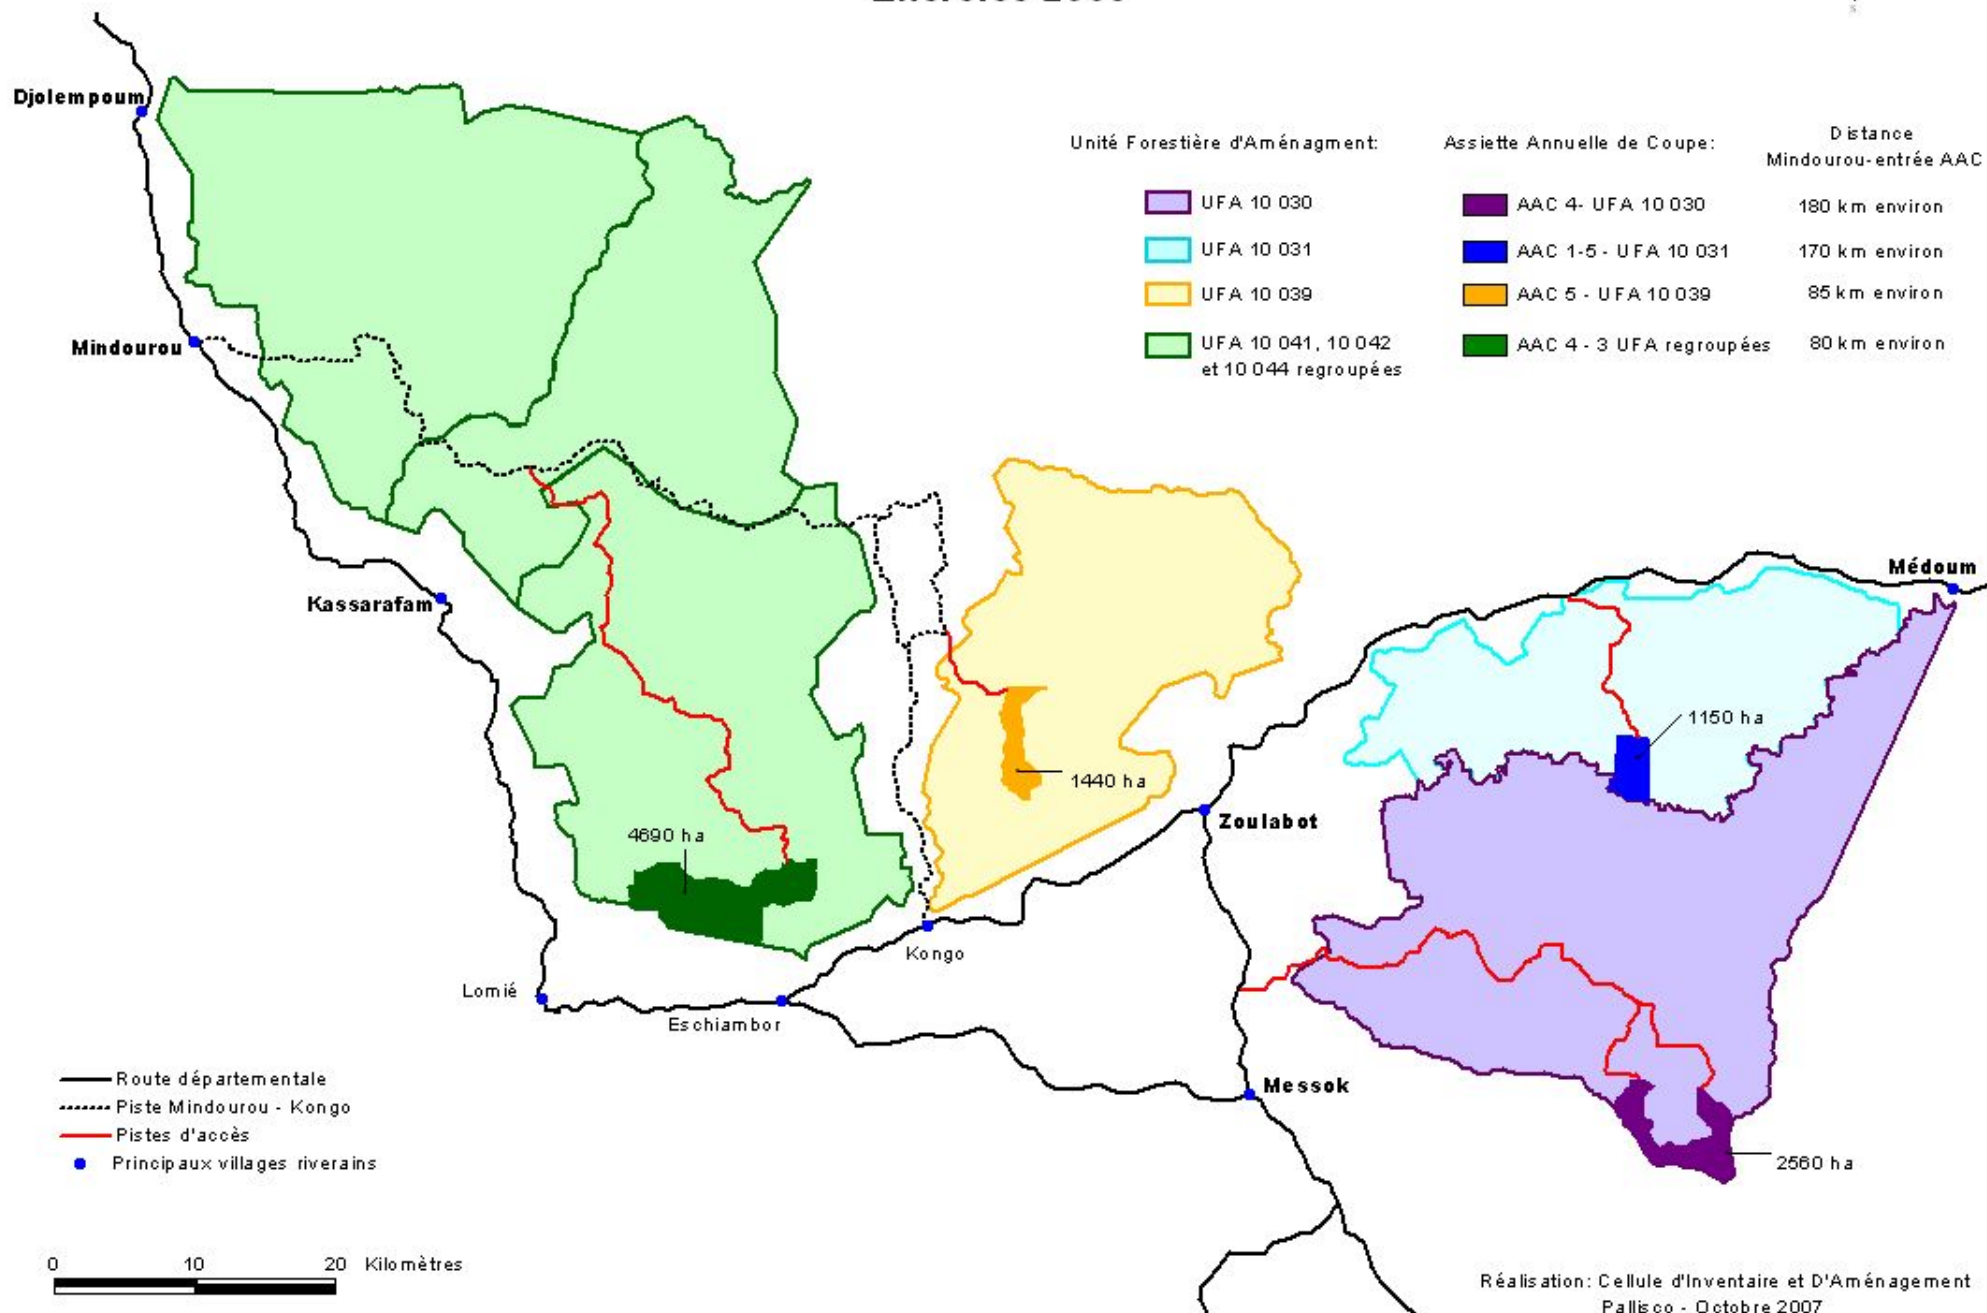 Djolempoum
Unité Forestière d'Aménagment:
UFA 10 030
UFA 10 031
UFA 10 039
UFA 10 041, 10 042
et 10 044 regroupées
Assiette Annuelle de Coupe:
AAC 4- UFA 10 030
AAC 1-5 - UFA 10 031
AAC 5 - UFA 10 039
AAC 4 - 3 UFA regroupées
Distance
Mindourou-entrée AAC
180 km environ
170 km environ
85 km environ
80 km environ
Mindourou
Kassarafam
Médoum
1150 ha
1440 ha
Zoulabot
4690 ha
Kongo
Lomié
Eschiambor
Messok
2560 ha
Route départementale
Piste Mindourou - Kongo
Pistes d'accès
Principaux villages riverains
0 10 20 Kilomètres
Réalisation: Cellule d'Inventaire et D'Aménagement
Pallisco - Octobre 2007